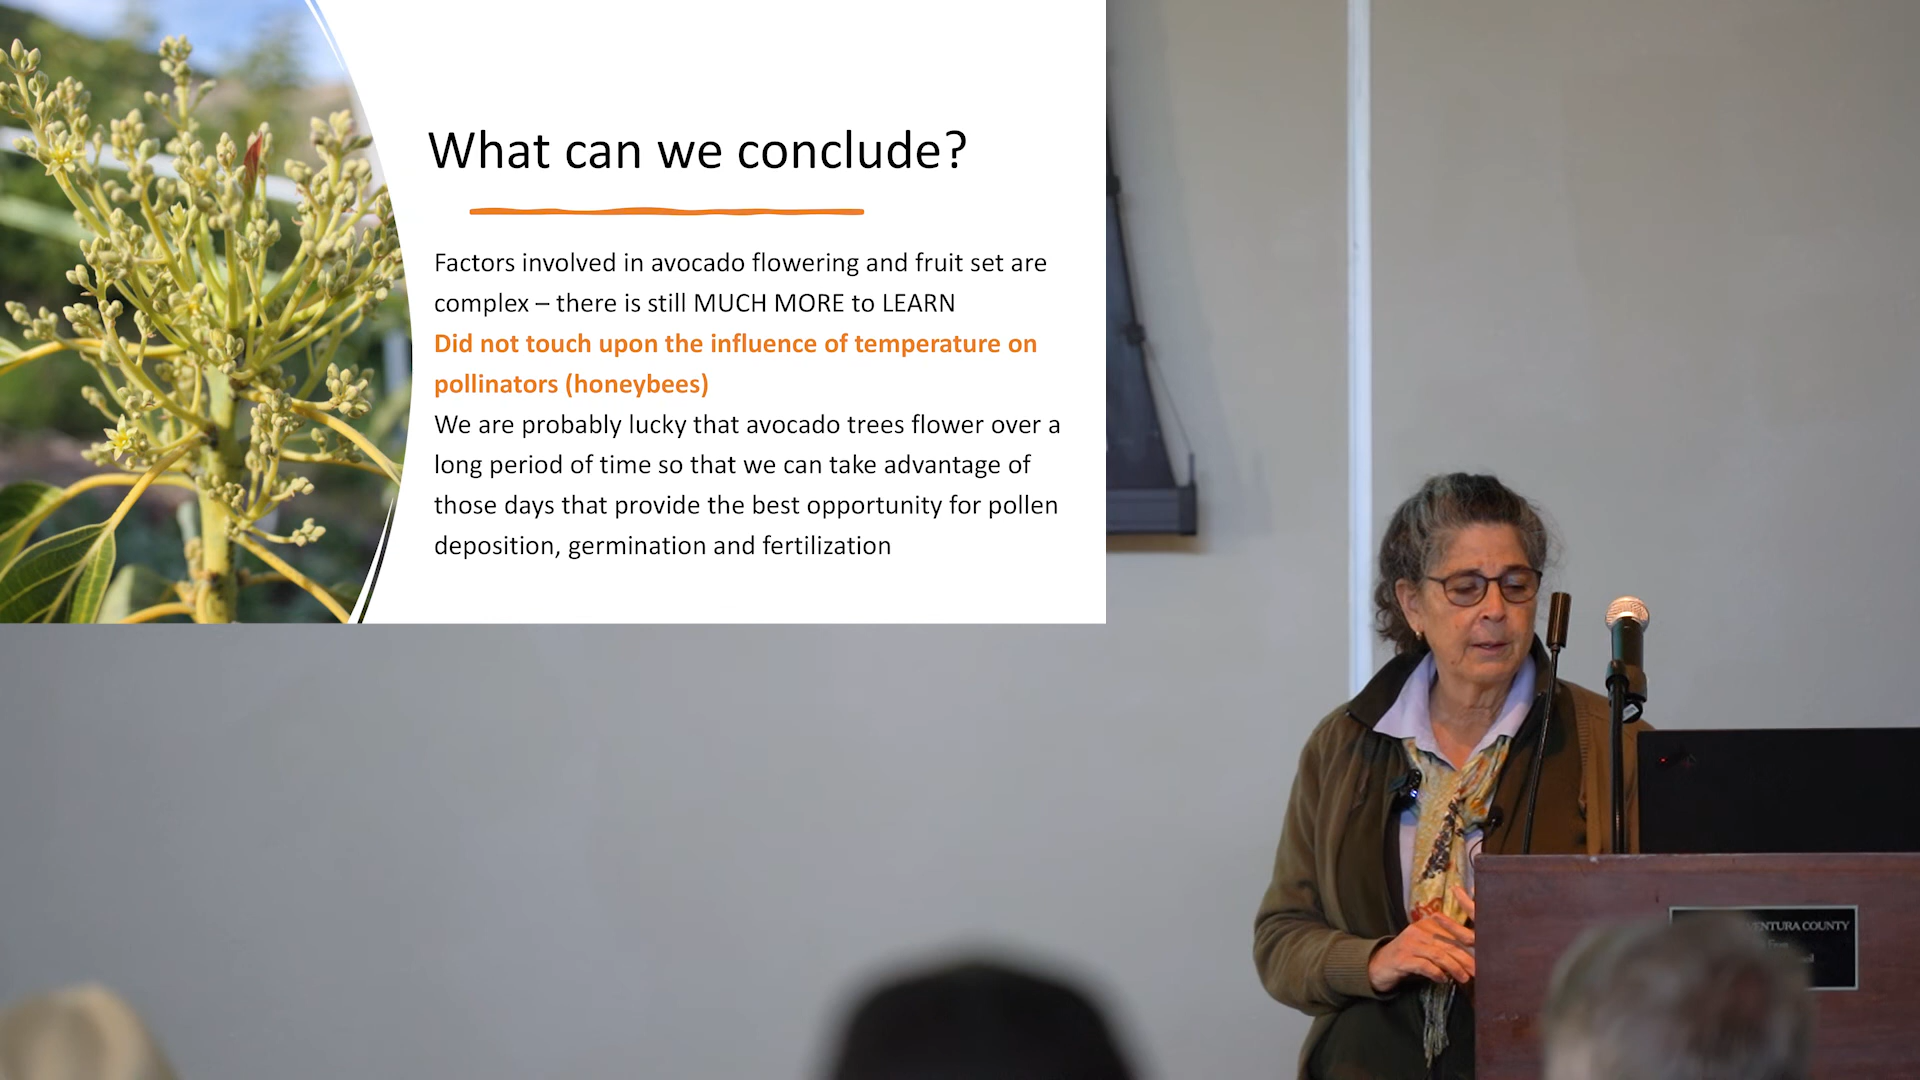 What can we conclude?
Factors involved in avocado flowering and fruit set are
complex – there is still MUCH MORE to LEARN
Did not touch upon the influence of temperature on
pollinators (honeybees)
We are probably lucky that avocado trees flower over a
long period of time so that we can take advantage of
those days that provide the best opportunity for pollen
deposition, germination and fertilization
VENTURA COUNTY